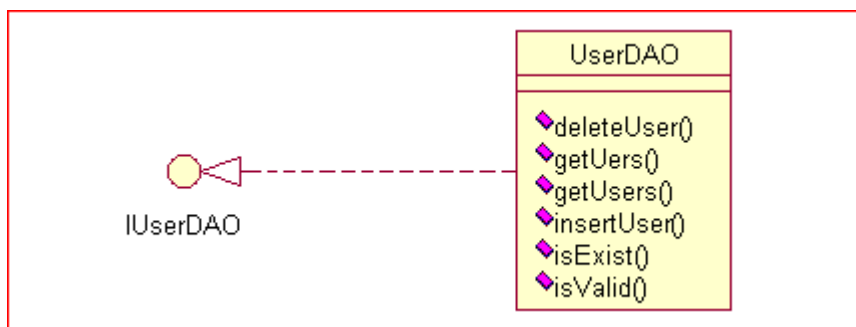 UserDAO
deleteUser()
getUers()
getUsers()
insertUser()
isExist()
isValid()
IUserDAO